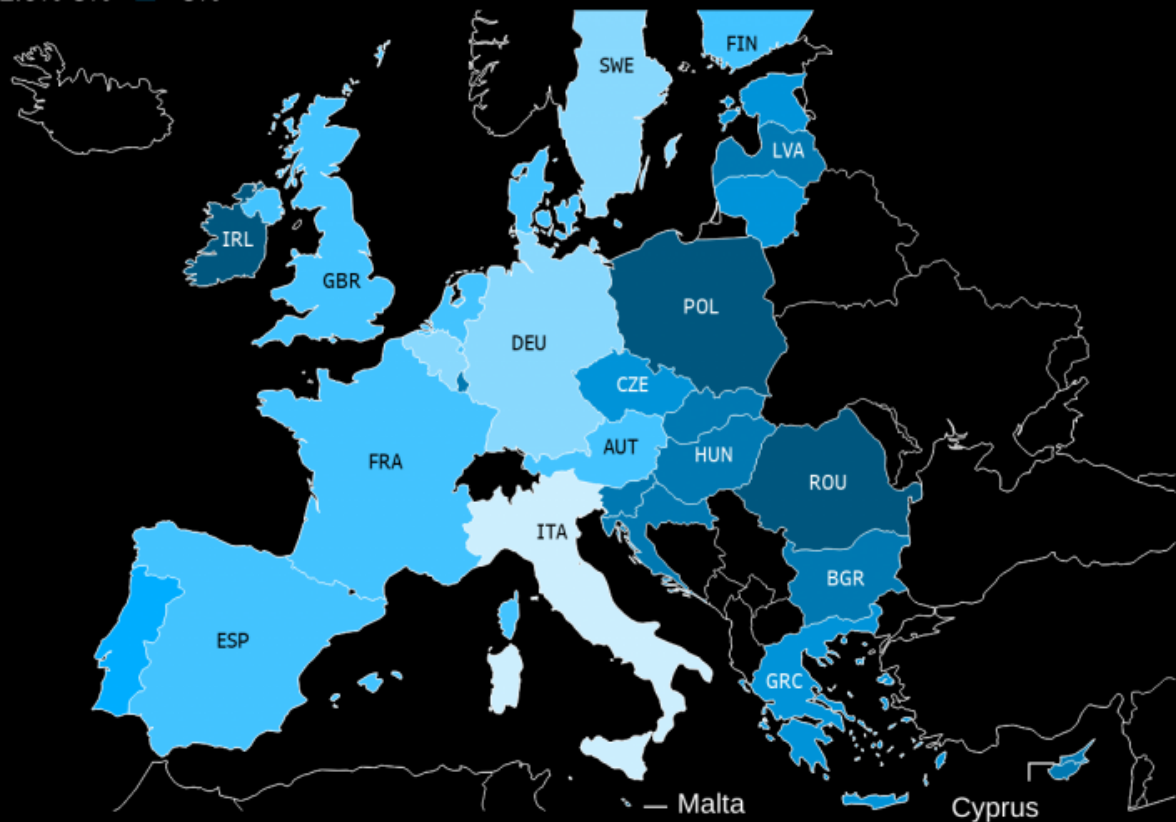 FIN
SWE
LVA
IRL
GBR
POL
DEU
CZE
AUT
HUN
FRA
ROU
ITA
BGR
ESP
GRC
Malta
Cyprus